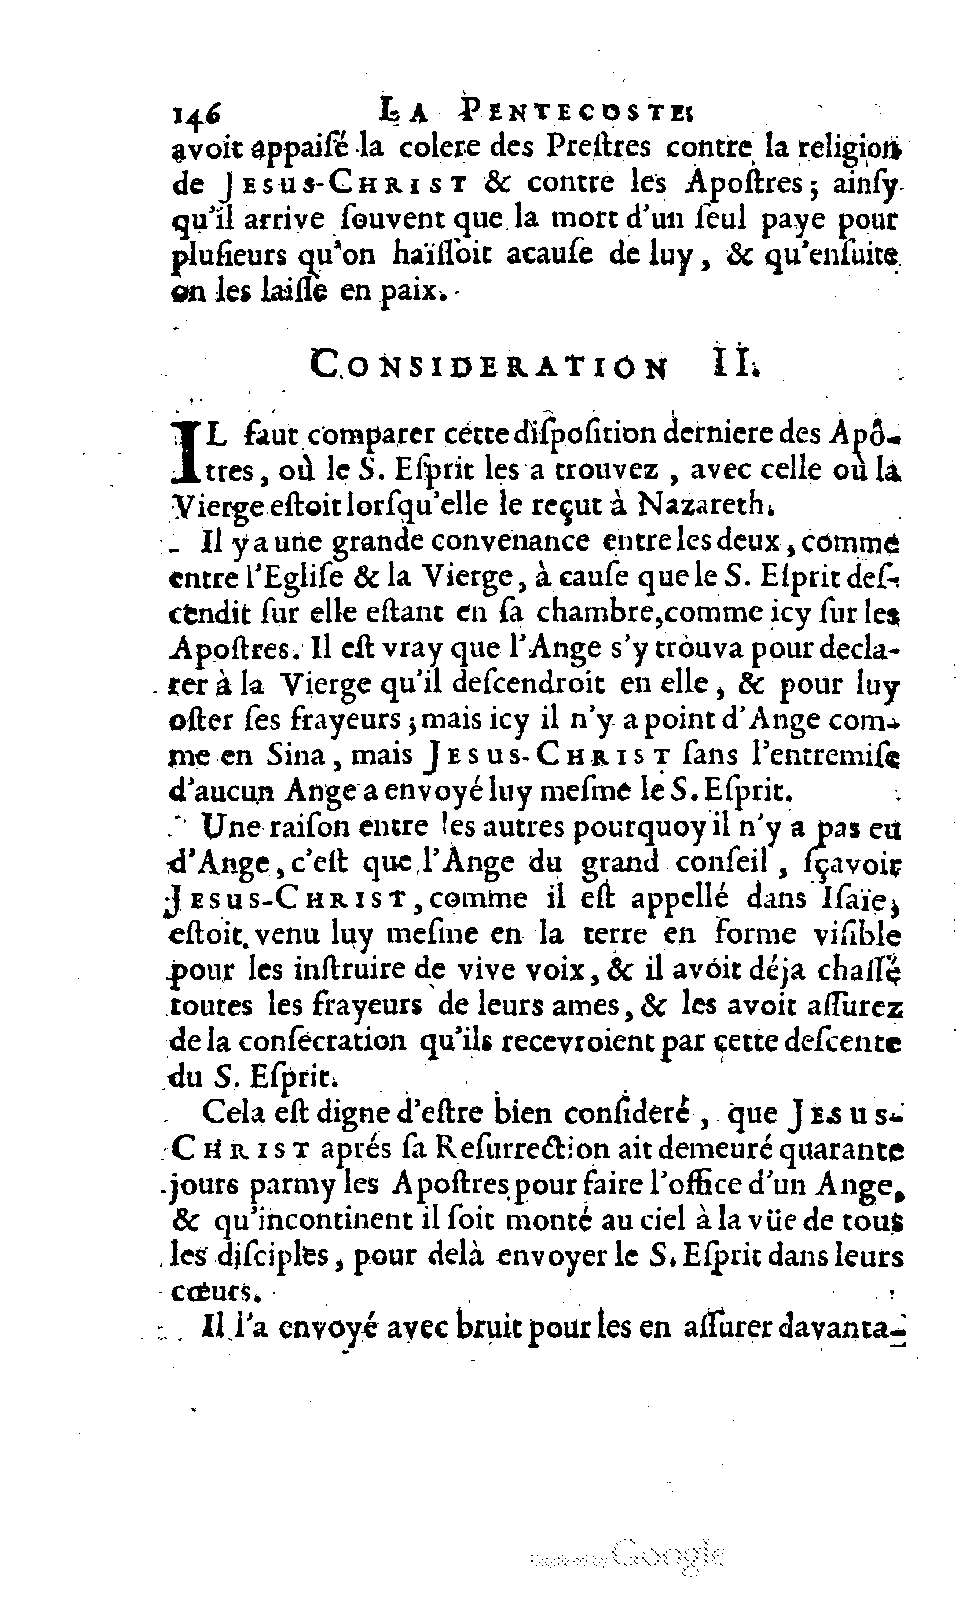 146 LA PENTECOSTE
avoit appaisé la colere des Prestres contre la religion
de JESUS-CHRIST & contre les Apostres; ainsy
qu'il arrive souvent que la mort d'un seul paye pour
plusieurs qu'on haïssoit acause de luy, & qu'ensuite
on les laisse en paix.
CONSIDERATION II.
IL faut comparer cette disposition derniere des Apô-
tres, où le S. Esprit les a trouvez, avec celle où la
Vierge estoit lorsqu'elle le reçut à Nazareth.
Il y a une grande convenance entre les deux, comme
entre l'Eglise & la Vierge, à cause que le S. Esprit des-
cendit sur elle estant en sa chambre, comme icy sur les
Apostres. Il est vray que l'Ange s'y trouva pour decla-
rer à la Vierge qu'il descendroit en elle, & pour luy
oster ses frayeurs; mais icy il n'y a point d'Ange com-
me en Sina, mais JESUS-CHRIST sans l'entremise
d'aucun Ange a envoyé luy mesme le S. Esprit.
Une raison entre les autres pourquoy il n'y a pas eu
d'Ange, c'est que l'Ange du grand conseil, sçavoir
JESUS-CHRIST, comme il est appellé dans Isaïe,
estoit venu luy mesme en la terre en forme visible
pour les instruire de vive voix, & il avoit déja chassé
toutes les frayeurs de leurs ames, & les avoit assurez
de la consecration qu'ils recevroient par cette descente
du S. Esprit.
Cela est digne d'estre bien consideré, que JESUS-
CHRIST aprés sa Resurrection ait demeuré quarante
jours parmy les Apostres pour faire l'office d'un Ange,
& qu'incontinent il soit monté au ciel à la vüe de tous
les disciples, pour delà envoyer le S. Esprit dans leurs
cœurs.
Il l'a envoyé avec bruit pour les en assurer davanta-
Digitized by Google